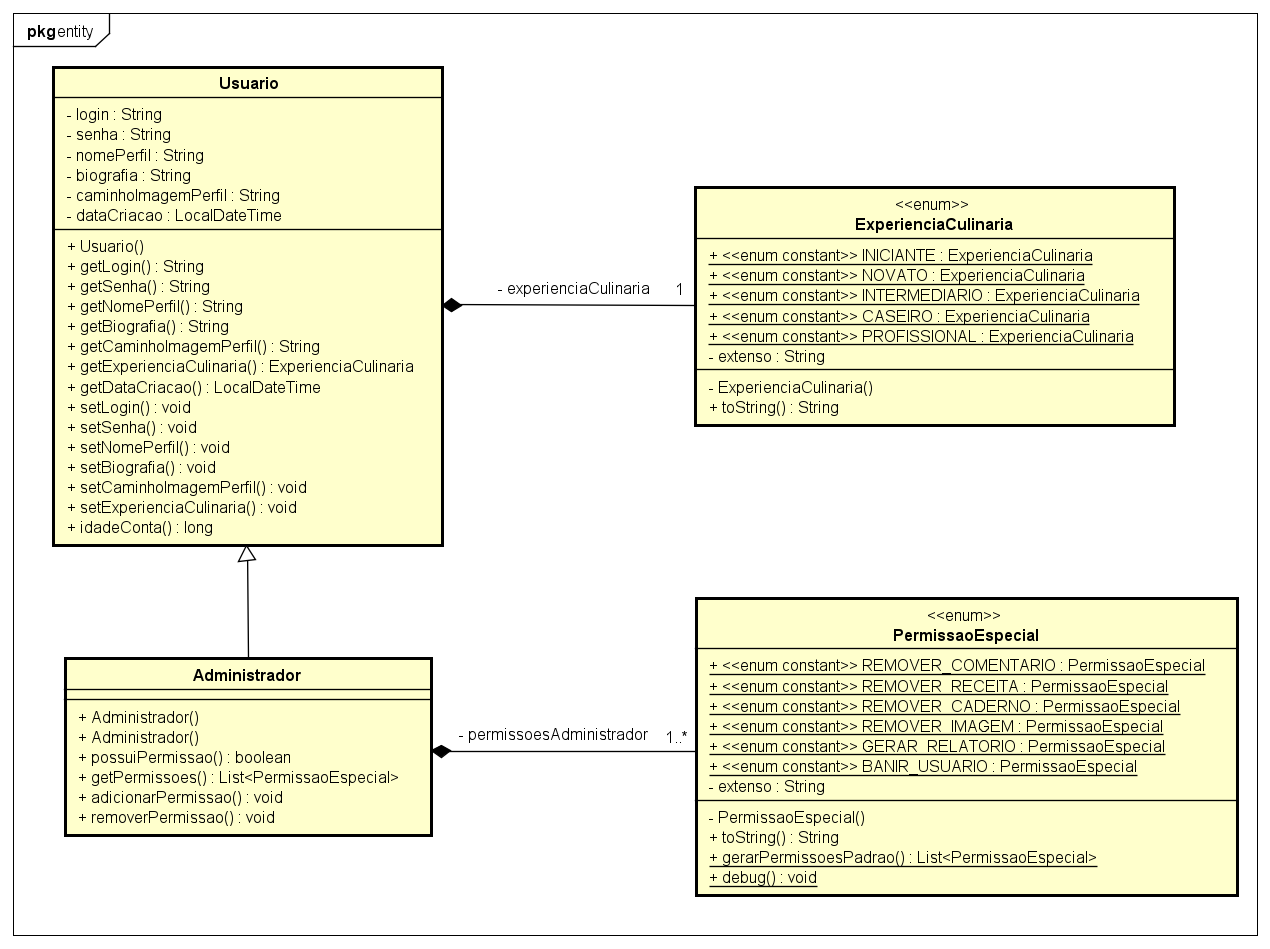 pkg entity
Usuario
- login : String
- senha : String
- nomePerfil : String
- biografia : String
- caminhoImagemPerfil : String
- dataCriacao : LocalDateTime
+ Usuario()
+ getLogin() : String
+ getSenha() : String
+ getNomePerfil() : String
+ getBiografia() : String
+ getCaminhoImagemPerfil() : String
+ getExperienciaCulinaria() : ExperienciaCulinaria
+ getDataCriacao() : LocalDateTime
+ setLogin() : void
+ setSenha() : void
+ setNomePerfil() : void
+ setBiografia() : void
+ setCaminhoImagemPerfil() : void
+ setExperienciaCulinaria() : void
+ idadeConta() : long
- experienciaCulinaria 1
<<enum>>
ExperienciaCulinaria
+ <<enum constant>> INICIANTE : ExperienciaCulinaria
+ <<enum constant>> NOVATO : ExperienciaCulinaria
+ <<enum constant>> INTERMEDIARIO : ExperienciaCulinaria
+ <<enum constant>> CASEIRO : ExperienciaCulinaria
+ <<enum constant>> PROFISSIONAL : ExperienciaCulinaria
- extenso : String
- ExperienciaCulinaria()
+ toString() : String
Administrador
+ Administrador()
+ Administrador()
+ possuiPermissao() : boolean
+ getPermissoes() : List<PermissaoEspecial>
+ adicionarPermissao() : void
+ removerPermissao() : void
- permissoesAdministrador 1..*
<<enum>>
PermissaoEspecial
+ <<enum constant>> REMOVER_COMENTARIO : PermissaoEspecial
+ <<enum constant>> REMOVER_RECEITA : PermissaoEspecial
+ <<enum constant>> REMOVER_CADERNO : PermissaoEspecial
+ <<enum constant>> REMOVER_IMAGEM : PermissaoEspecial
+ <<enum constant>> GERAR_RELATORIO : PermissaoEspecial
+ <<enum constant>> BANIR_USUARIO : PermissaoEspecial
- extenso : String
- PermissaoEspecial()
+ toString() : String
+ gerarPermissoesPadrao() : List<PermissaoEspecial>
+ debug() : void